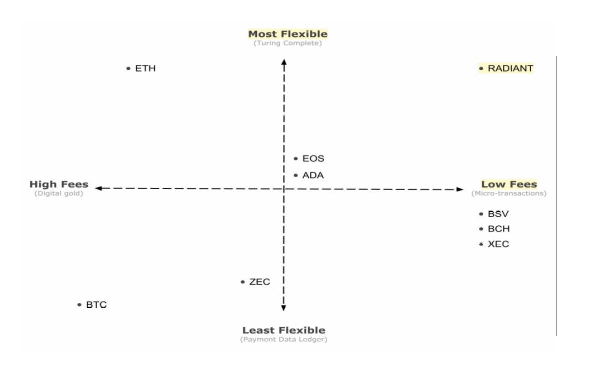 Most Flexible
(Turing Complete)
• ETH
• RADIANT
• EOS
• ADA
High Fees
(Digital gold)
Low Fees
(Micro-transactions)
• BSV
• BCH
• XEC
• ZEC
• BTC
Least Flexible
(Payment Data Lodger)